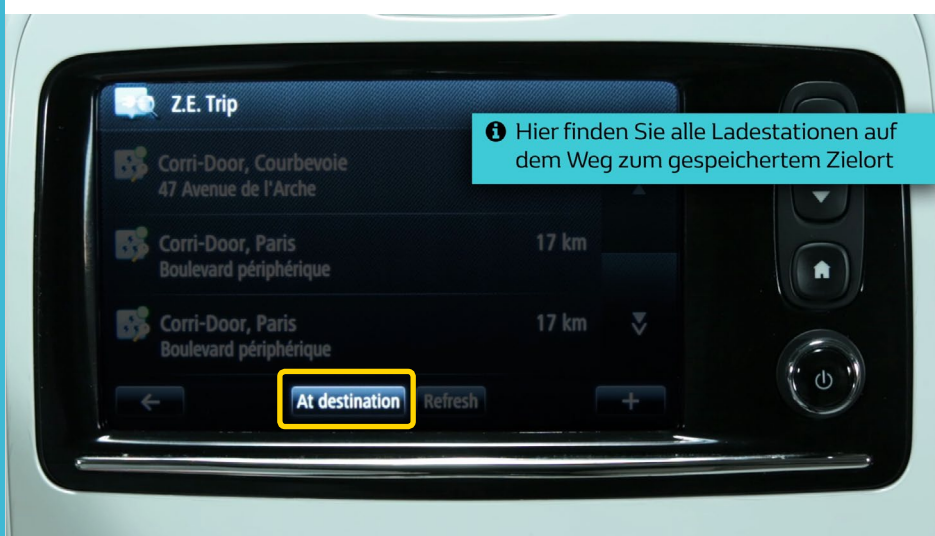 Z.E. Trip
Hier finden Sie alle Ladestationen auf
dem Weg zum gespeichertem Zielort
Corri-Door, Courbevoie
47 Avenue de l'Arche
Corri-Door, Paris 17 km
Boulevard périphérique
Corri-Door, Paris 17 km
Boulevard périphérique
At destination Refresh